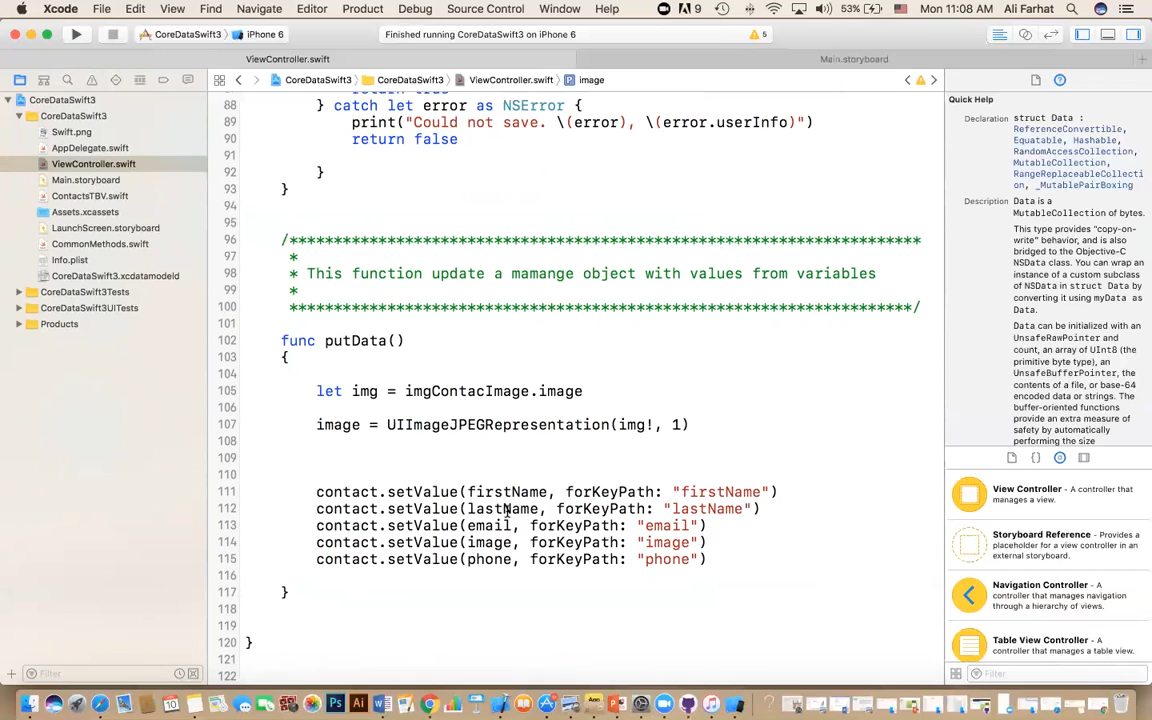 Xcode File Edit View Find Navigate Editor Product Debug Source Control Window Help 9 53% Mon 11:08 AM Ali Farhat
CoreDataSwift3 iPhone 6 Finished running CoreDataSwift3 on iPhone 6 5
ViewController.swift Main.storyboard
CoreDataSwift3 CoreDataSwift3 ViewController.swift P image
CoreDataSwift3
CoreDataSwift3
Swift.png
AppDelegate.swift
ViewController.swift
Main.storyboard
ContactsTBV.swift
Assets.xcassets
LaunchScreen.storyboard
CommonMethods.swift
Info.plist
CoreDataSwift3.xcdatamodeld
CoreDataSwift3Tests
CoreDataSwift3UITests
Products
Filter
return true
88 } catch let error as NSError {
89 print("Could not save. \(error), \(error.userInfo)")
90 return false
91
92 }
93 }
94
95
96 /***********************************************************************
97 *
98 * This function update a mamange object with values from variables
99 *
100 ***********************************************************************/
101
102 func putData()
103 {
104
105 let img = imgContacImage.image
106
107 image = UIImageJPEGRepresentation(img!, 1)
108
109
110
111 contact.setValue(firstName, forKeyPath: "firstName")
112 contact.setValue(lastName, forKeyPath: "lastName")
113 contact.setValue(email, forKeyPath: "email")
114 contact.setValue(image, forKeyPath: "image")
115 contact.setValue(phone, forKeyPath: "phone")
116
117 }
118
119
120 }
121
122
Quick Help
Declaration struct Data :
ReferenceConvertible,
Equatable, Hashable,
RandomAccessCollection,
MutableCollection,
RangeReplaceableCollecti
on, _MutablePairBoxing
Description Data is a
MutableCollection of bytes.
This type provides "copy-on-
write" behavior, and is also
bridged to the Objective-C
NSData class. You can wrap an
instance of a custom subclass
of NSData in struct Data by
converting it using myData as
Data.
Data can be initialized with an
UnsafeRawPointer and
count, an array of UInt8 (the
primitive byte type), an
UnsafeBufferPointer, the
contents of a file, or base-64
encoded data or strings. The
buffer-oriented functions
provide an extra measure of
safety by automatically
performing the size
{}
View Controller - A controller
that manages a view.
Storyboard Reference - Provides a
placeholder for a view controller in an
external storyboard.
Navigation Controller - A
controller that manages navigation
through a hierarchy of views.
Table View Controller - A
controller that manages a table view.
Filter